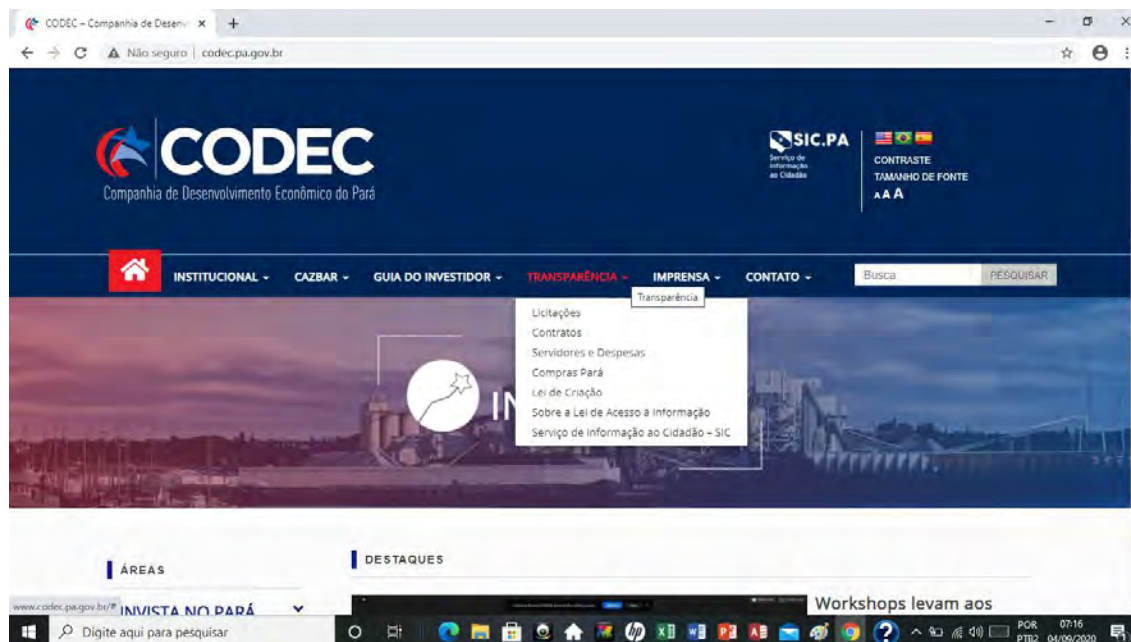 CODEC – Companhia de Desenv
Não seguro | codec.pa.gov.br
CODEC
Companhia de Desenvolvimento Econômico do Pará
SIC.PA
Serviço de
Informação
ao Cidadão
CONTRASTE
TAMANHO DE FONTE
A A A
INSTITUCIONAL
CAZBAR
GUIA DO INVESTIDOR
TRANSPARÊNCIA
IMPRENSA
CONTATO
Busca
PESQUISAR
Transparência
Licitações
Contratos
Servidores e Despesas
Compras Pará
Lei de Criação
Sobre a Lei de Acesso à Informação
Serviço de Informação ao Cidadão – SIC
IN
ÁREAS
DESTAQUES
INVISTA NO PARÁ
Workshops levam aos
www.codec.pa.gov.br/#
Digite aqui para pesquisar
POR
PTB2
07:16
04/09/2020